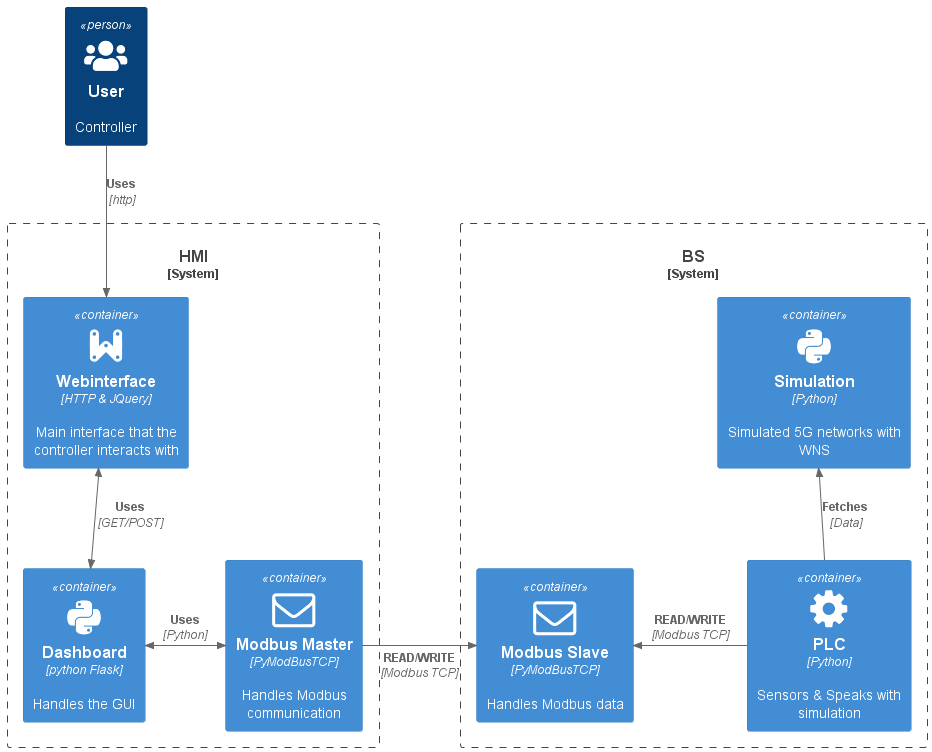 «person»
User
Controller
Uses
[http]
HMI
[System]
«container»
Webinterface
[HTTP & JQuery]
Main interface that the
controller interacts with
Uses
[GET/POST]
«container»
Dashboard
[python Flask]
Handles the GUI
Uses
[Python]
«container»
Modbus Master
[PyModBusTCP]
Handles Modbus
communication
READ/WRITE
[Modbus TCP]
BS
[System]
«container»
Simulation
[Python]
Simulated 5G networks with
WNS
Fetches
[Data]
«container»
Modbus Slave
[PyModBusTCP]
Handles Modbus data
READ/WRITE
[Modbus TCP]
«container»
PLC
[Python]
Sensors & Speaks with
simulation